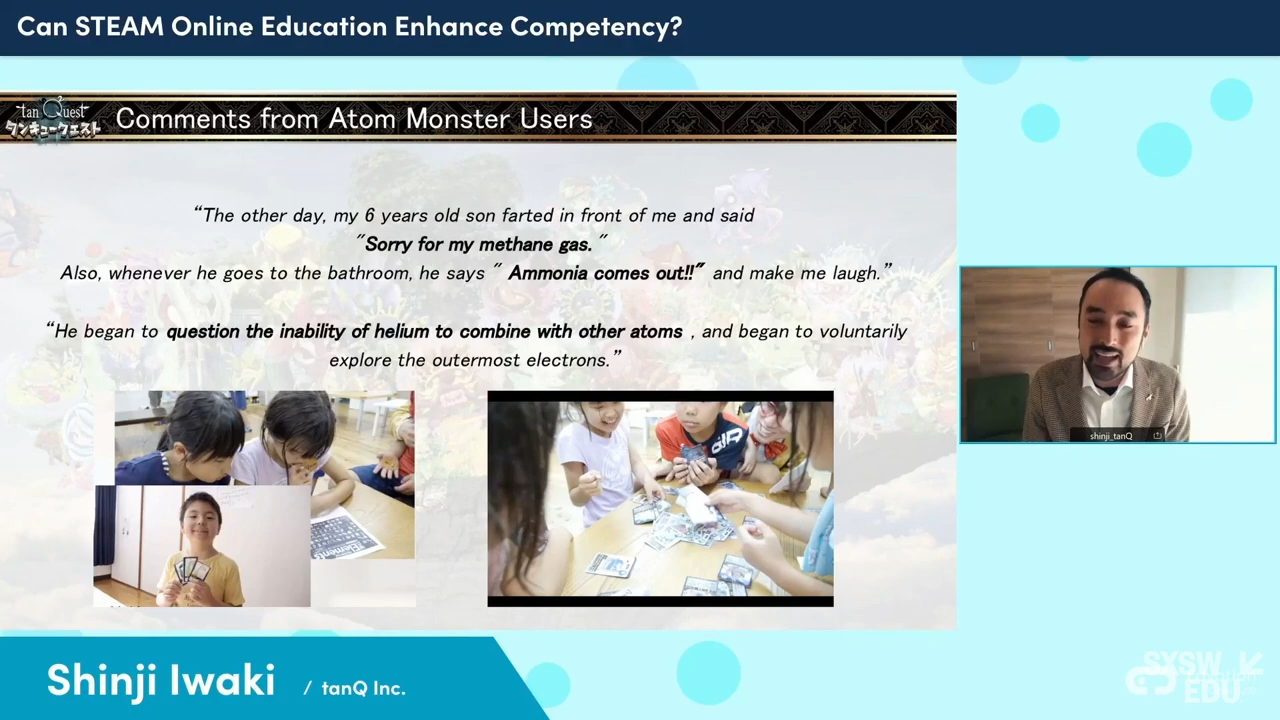 Can STEAM Online Education Enhance Competency?
tanQuest
タンキュークエスト
Comments from Atom Monster Users
“The other day, my 6 years old son farted in front of me and said
"Sorry for my methane gas. "
Also, whenever he goes to the bathroom, he says " Ammonia comes out!!" and make me laugh.”
“He began to question the inability of helium to combine with other atoms , and began to voluntarily
explore the outermost electrons.”
Element
shinji_tanQ
Shinji Iwaki / tanQ Inc.
SXSW
EDU